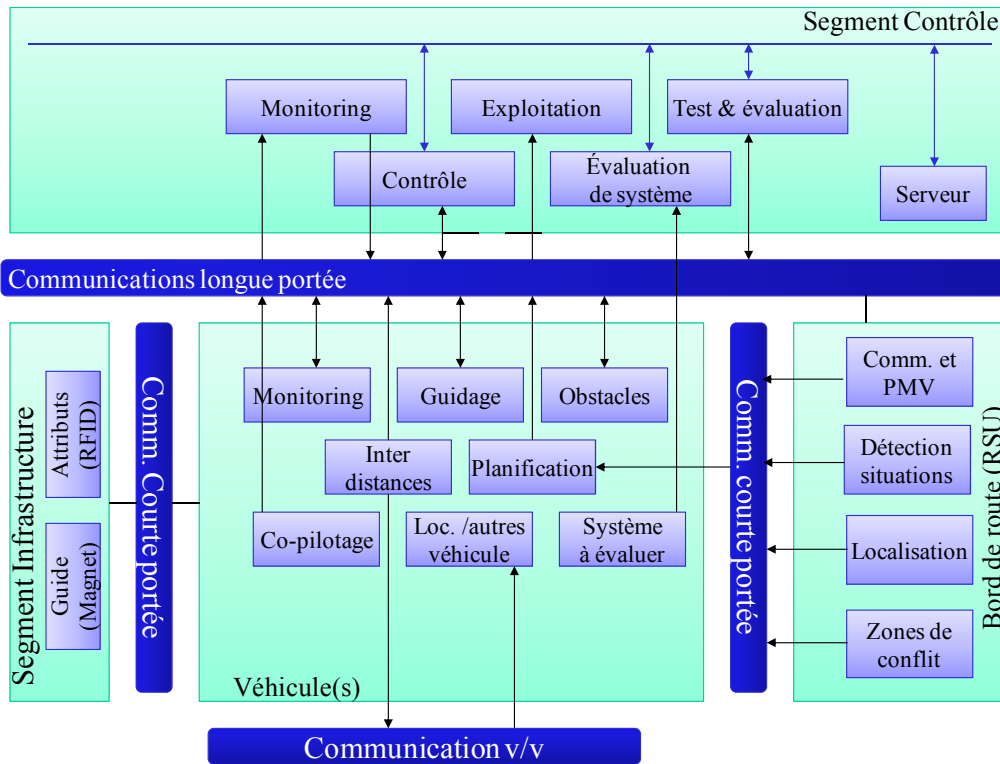 Segment Contrôle
Monitoring
Exploitation
Test & évaluation
Contrôle
Évaluation
de système
Serveur
Communications longue portée
Segment Infrastructure
Attributs
(RFID)
Guide
(Magnet)
Comm. Courte portée
Monitoring
Guidage
Obstacles
Inter
distances
Planification
Co-pilotage
Loc. /autres
véhicule
Système
à évaluer
Véhicule(s)
Comm. courte portée
Comm. et
PMV
Détection
situations
Localisation
Zones de
conflit
Bord de route (RSU)
Communication v/v